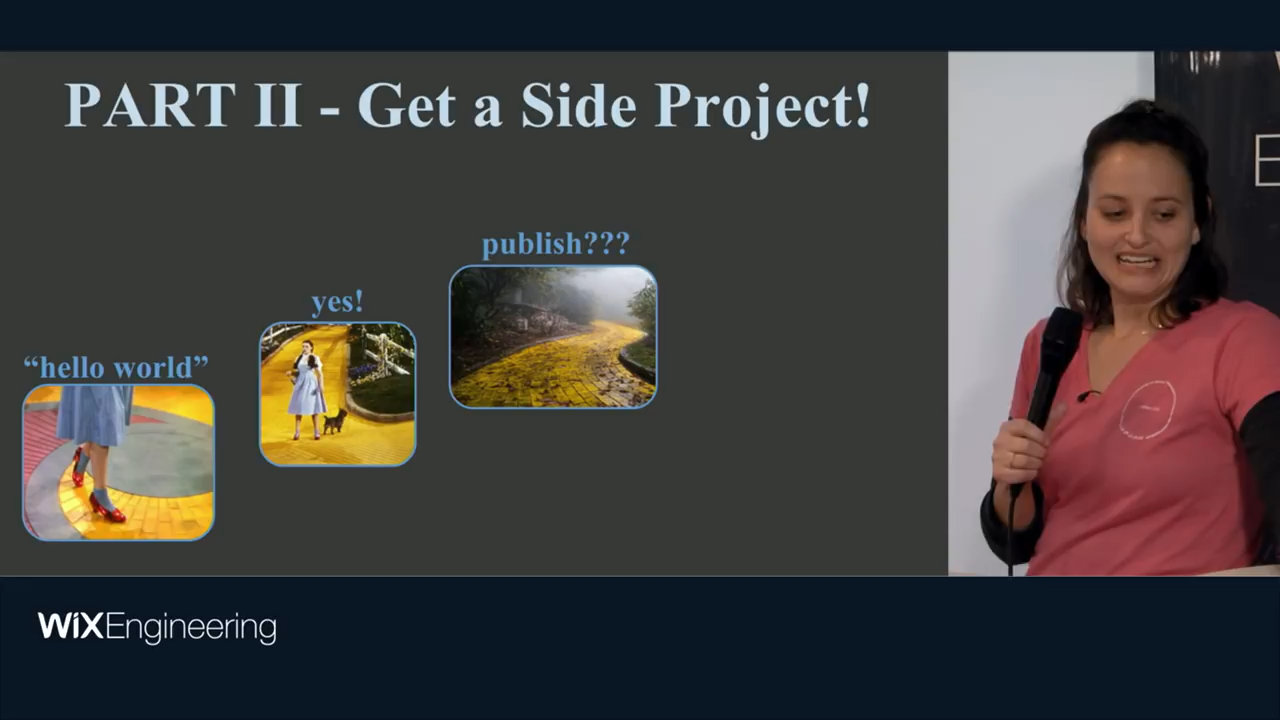 PART II - Get a Side Project!
publish???
yes!
“hello world”
WiXEngineering